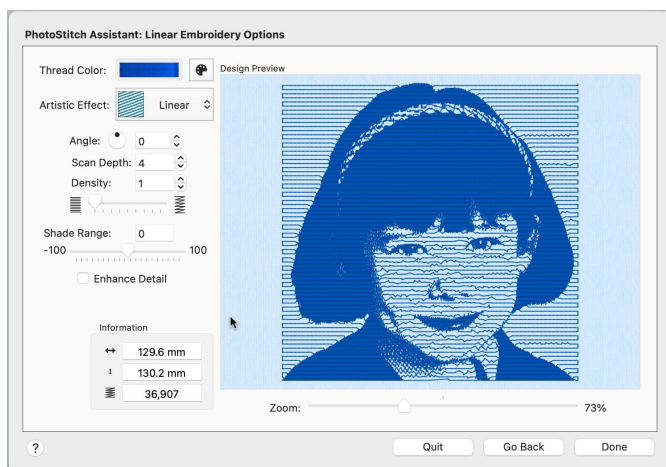 PhotoStitch Assistant: Linear Embroidery Options
Thread Color:
Design Preview
Artistic Effect: Linear
Angle: 0
Scan Depth: 4
Density: 1
Shade Range: 0
-100 100
Enhance Detail
Information
129.6 mm
130.2 mm
36,907
Zoom: 73%
? Quit Go Back Done